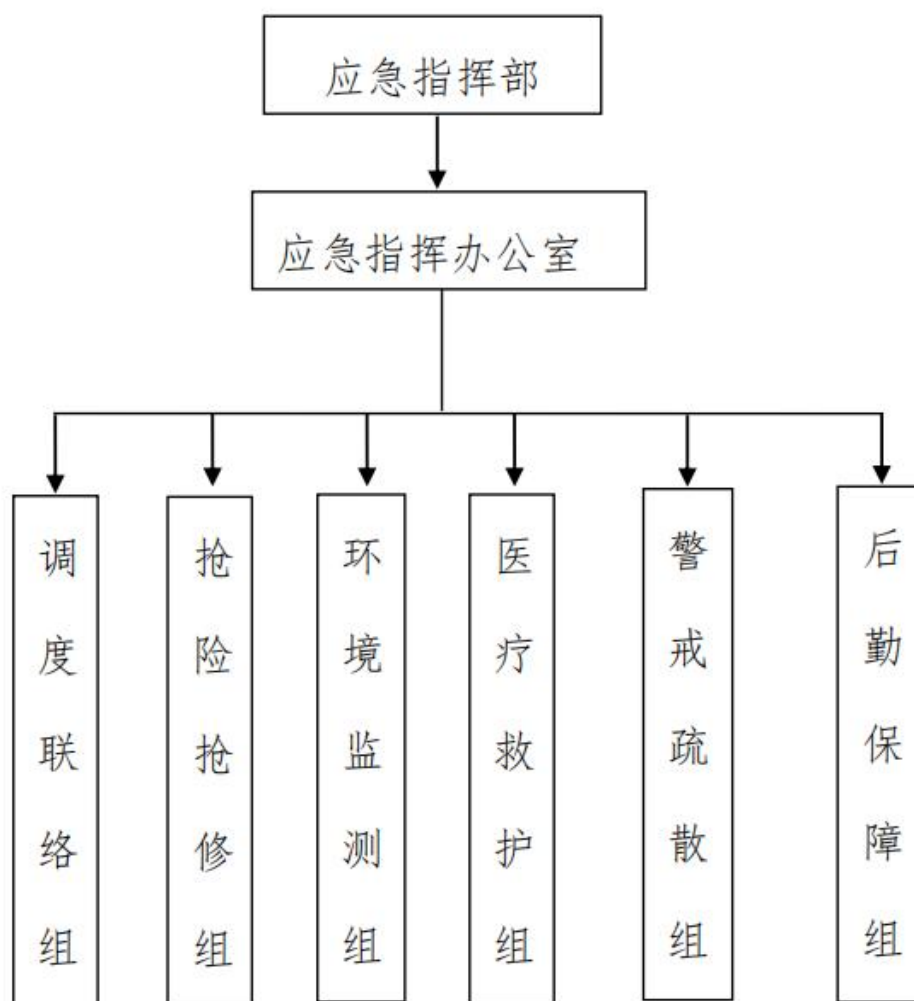 应急指挥部
应急指挥办公室
调度联络组
抢险抢修组
环境监测组
医疗救护组
警戒疏散组
后勤保障组